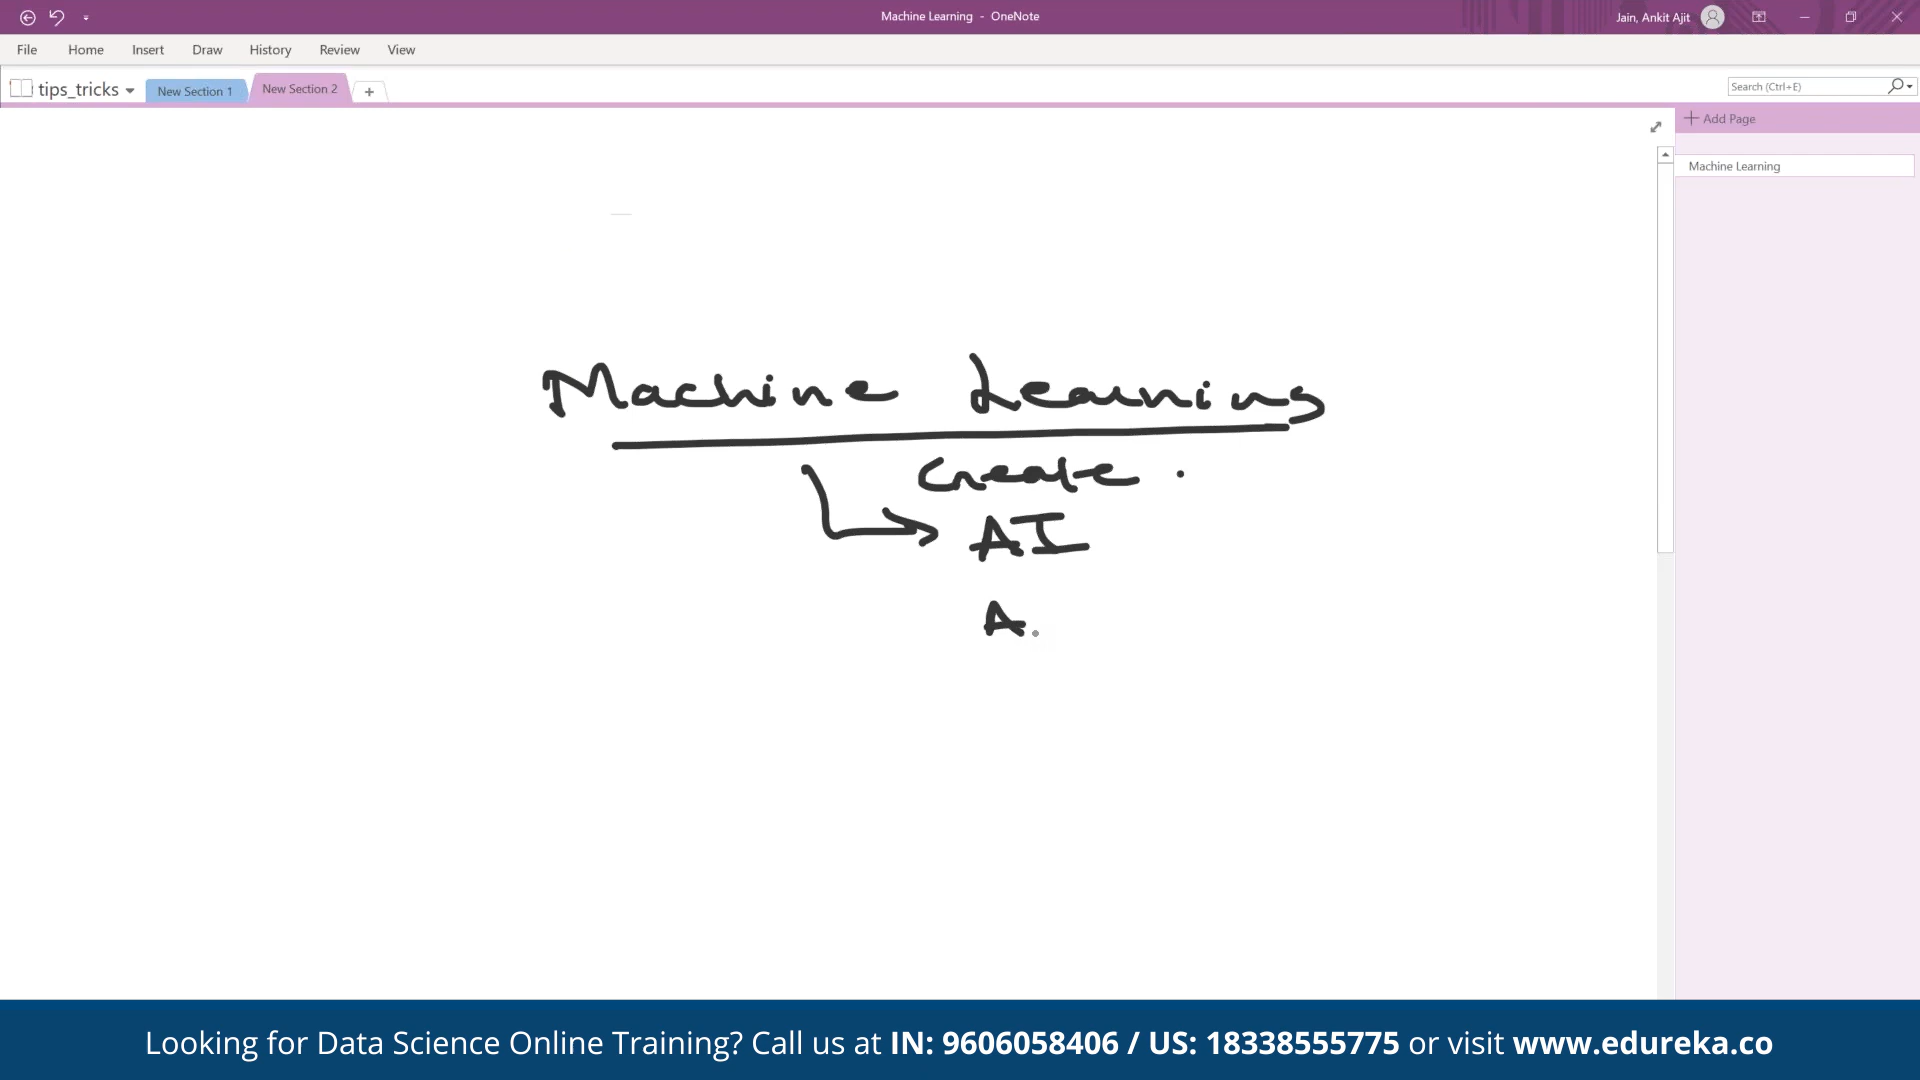 Machine Learning - OneNote
Jain, Ankit Ajit
File Home Insert Draw History Review View
tips_tricks New Section 1 New Section 2 +
Search (Ctrl+E)
Add Page
Machine Learning
Machine Learning
Create .
AI
A
Looking for Data Science Online Training? Call us at IN: 9606058406 / US: 18338555775 or visit www.edureka.co